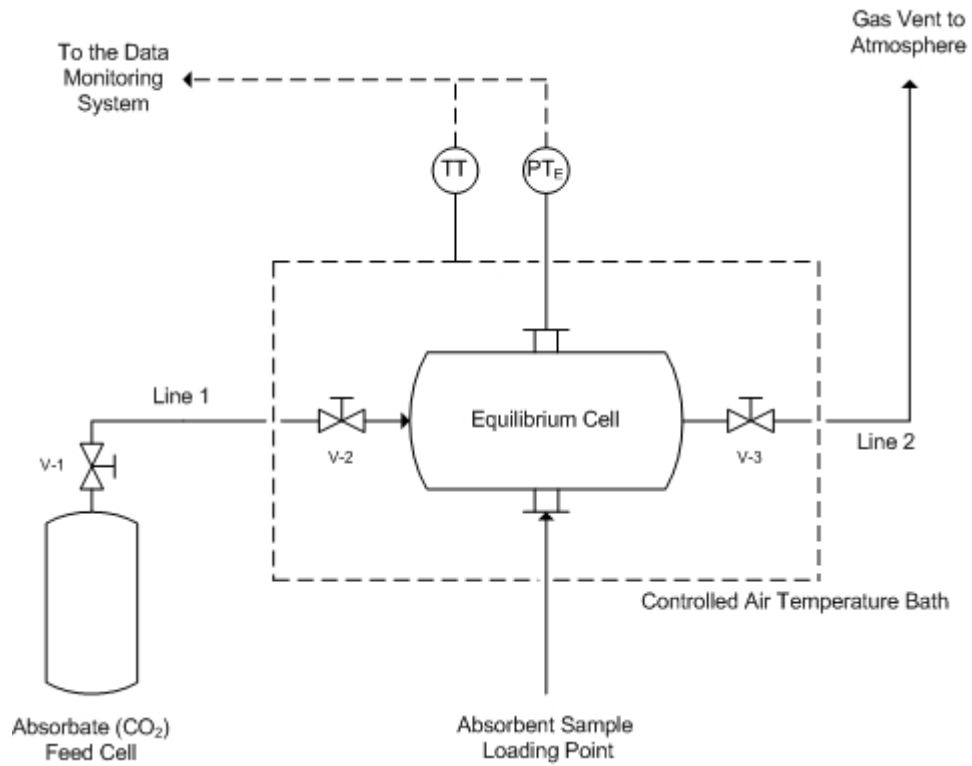 Gas Vent to
Atmosphere
To the Data
Monitoring
System
TT
PTE
Line 1
Equilibrium Cell
V-1
V-2
V-3
Line 2
Controlled Air Temperature Bath
Absorbate (CO2)
Feed Cell
Absorbent Sample
Loading Point